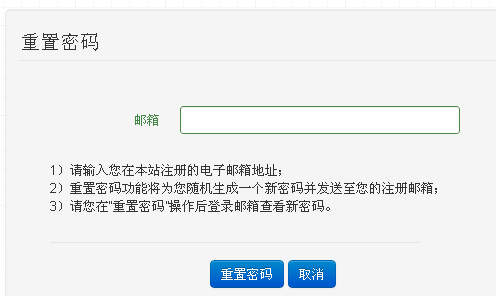 重置密码
邮箱
1）请输入您在本站注册的电子邮箱地址；
2）重置密码功能将为您随机生成一个新密码并发送至您的注册邮箱；
3）请您在"重置密码"操作后登录邮箱查看新密码。
重置密码 取消